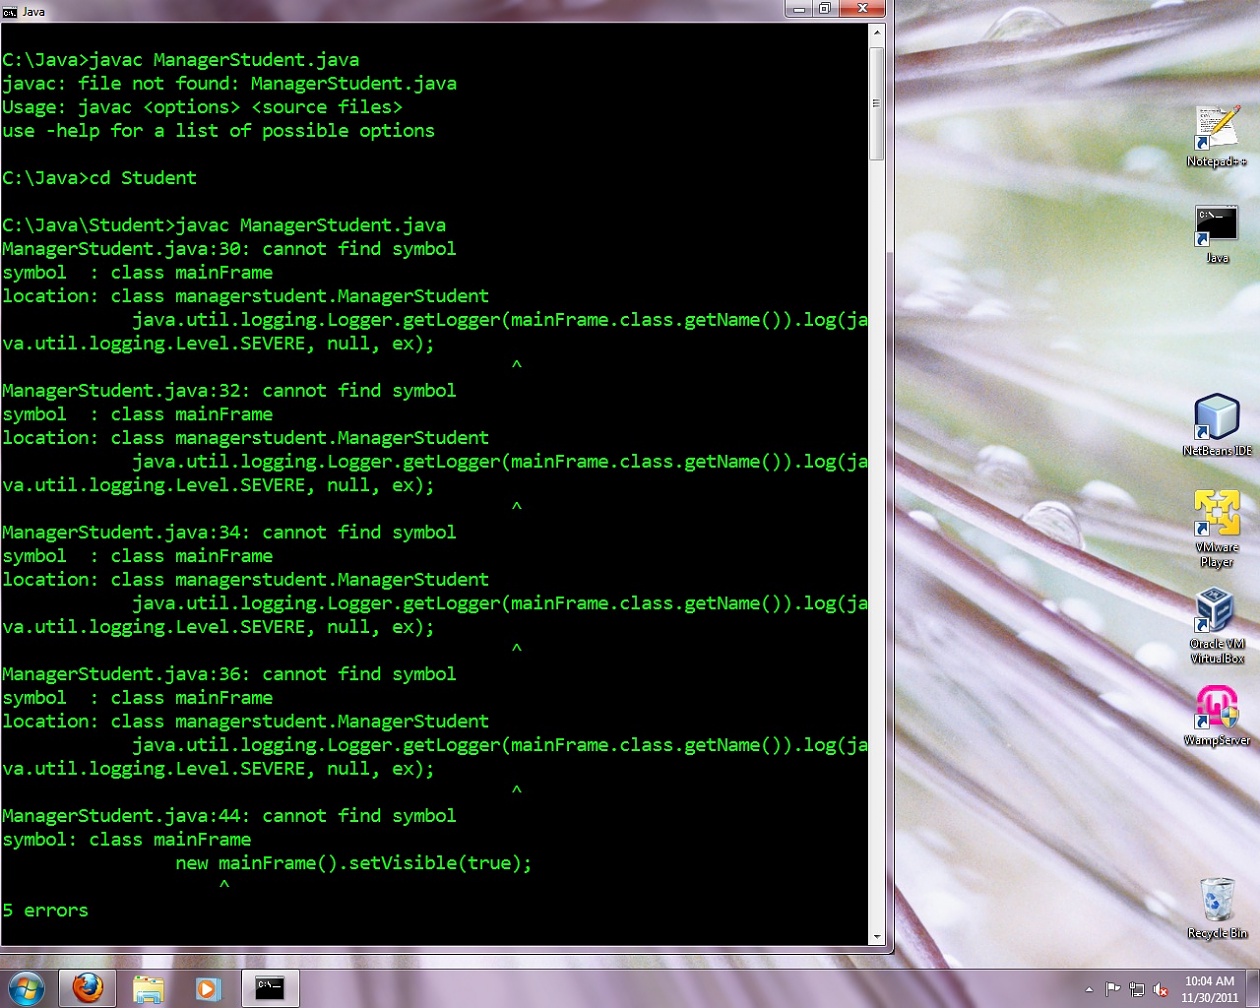 Java
C:\Java>javac ManagerStudent.java
javac: file not found: ManagerStudent.java
Usage: javac <options> <source files>
use -help for a list of possible options
C:\Java>cd Student
C:\Java\Student>javac ManagerStudent.java
ManagerStudent.java:30: cannot find symbol
symbol  : class mainFrame
location: class managerstudent.ManagerStudent
            java.util.logging.Logger.getLogger(mainFrame.class.getName()).log(ja
va.util.logging.Level.SEVERE, null, ex);
                                               ^
ManagerStudent.java:32: cannot find symbol
symbol  : class mainFrame
location: class managerstudent.ManagerStudent
            java.util.logging.Logger.getLogger(mainFrame.class.getName()).log(ja
va.util.logging.Level.SEVERE, null, ex);
                                               ^
ManagerStudent.java:34: cannot find symbol
symbol  : class mainFrame
location: class managerstudent.ManagerStudent
            java.util.logging.Logger.getLogger(mainFrame.class.getName()).log(ja
va.util.logging.Level.SEVERE, null, ex);
                                               ^
ManagerStudent.java:36: cannot find symbol
symbol  : class mainFrame
location: class managerstudent.ManagerStudent
            java.util.logging.Logger.getLogger(mainFrame.class.getName()).log(ja
va.util.logging.Level.SEVERE, null, ex);
                                               ^
ManagerStudent.java:44: cannot find symbol
symbol: class mainFrame
                new mainFrame().setVisible(true);
                    ^
5 errors
Notepad++
Java
NetBeans IDE
VMware
Player
Oracle VM
VirtualBox
WampServer
Recycle Bin
10:04 AM
11/30/2011